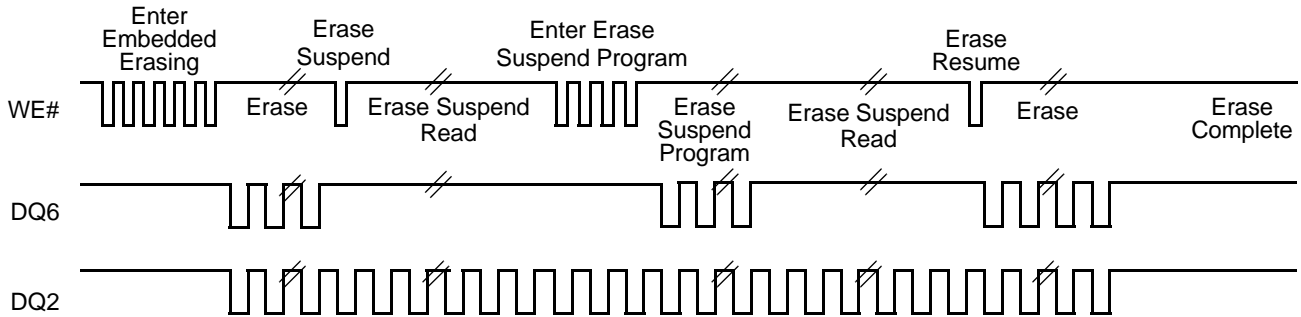 Enter
Embedded
Erasing
Erase
Suspend
Enter Erase
Suspend Program
Erase
Resume
WE#
Erase
Erase Suspend
Read
Erase
Suspend
Program
Erase Suspend
Read
Erase
Erase
Complete
DQ6
DQ2